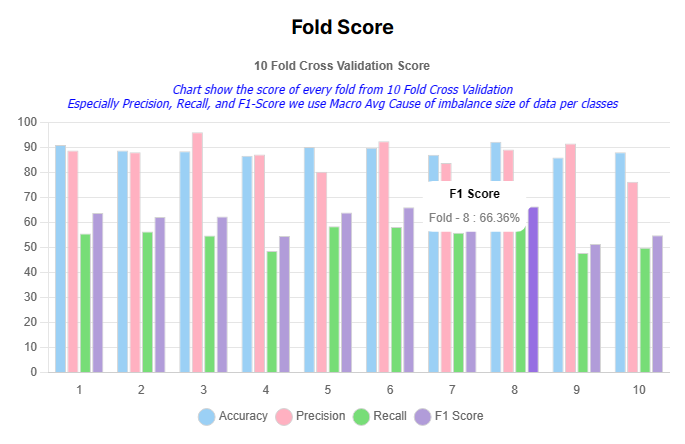 Fold Score
10 Fold Cross Validation Score
Chart show the score of every fold from 10 Fold Cross Validation
Especially Precision, Recall, and F1-Score we use Macro Avg Cause of imbalance size of data per classes
100
90
80
70
60
50
40
30
20
10
0
F1 Score
Fold - 8 : 66.36%
1 2 3 4 5 6 7 8 9 10
Accuracy Precision Recall F1 Score